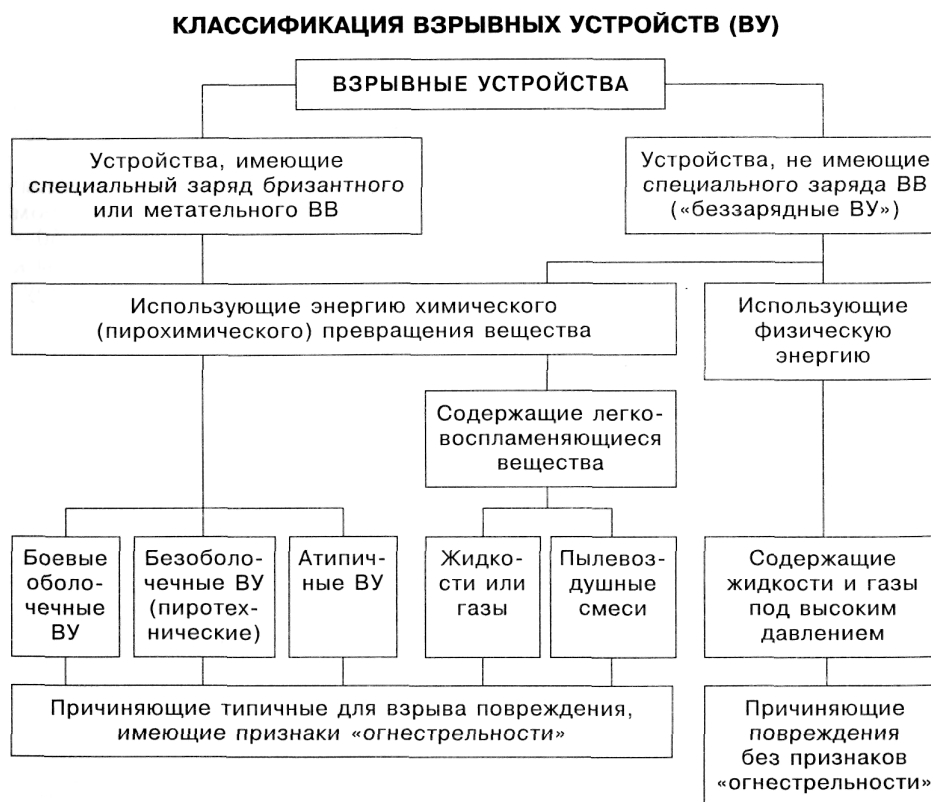 КЛАССИФИКАЦИЯ ВЗРЫВНЫХ УСТРОЙСТВ (ВУ)
ВЗРЫВНЫЕ УСТРОЙСТВА
Устройства, имеющие
специальный заряд бризантного
или метательного ВВ
Устройства, не имеющие
специального заряда ВВ
(«беззарядные ВУ»)
Использующие энергию химического
(пирохимического) превращения вещества
Использующие
физическую
энергию
Содержащие легко-
воспламеняющиеся
вещества
Боевые
оболо-
чечные
ВУ
Безоболо-
чечные ВУ
(пиротех-
нические)
Атипич-
ные ВУ
Жидко-
сти или
газы
Пылевоз-
душные
смеси
Содержащие
жидкости и газы
под высоким
давлением
Причиняющие типичные для взрыва повреждения,
имеющие признаки «огнестрельности»
Причиняющие
повреждения
без признаков
«огнестрельности»